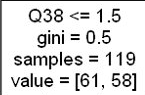 Q38 <= 1.5
gini = 0.5
samples = 119
value = [61, 58]